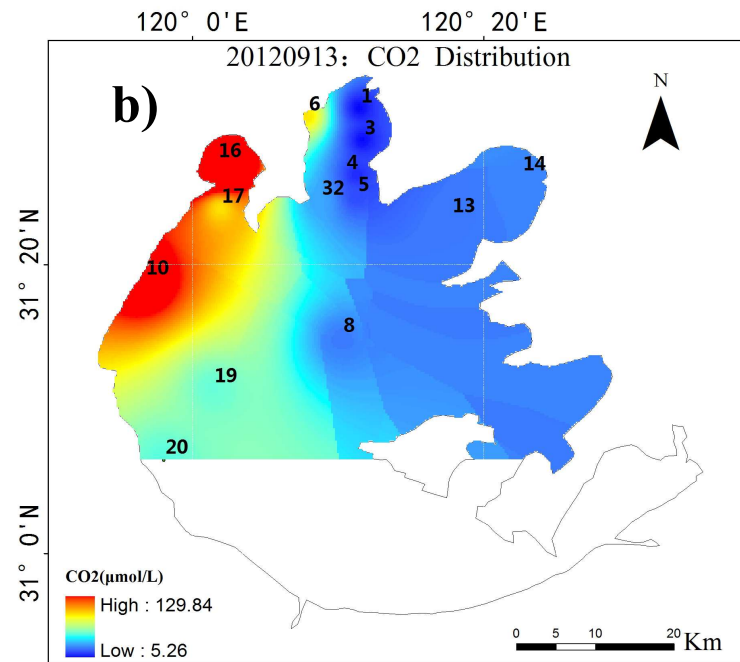 120° 0'E 120° 20'E
20120913: CO2 Distribution
b)
N
6
1
3
16
4
14
32
5
17
13
10
8
19
20
31° 20'N
31° 0'N
CO2(μmol/L)
High : 129.84
Low : 5.26
0 5 10 20
Km